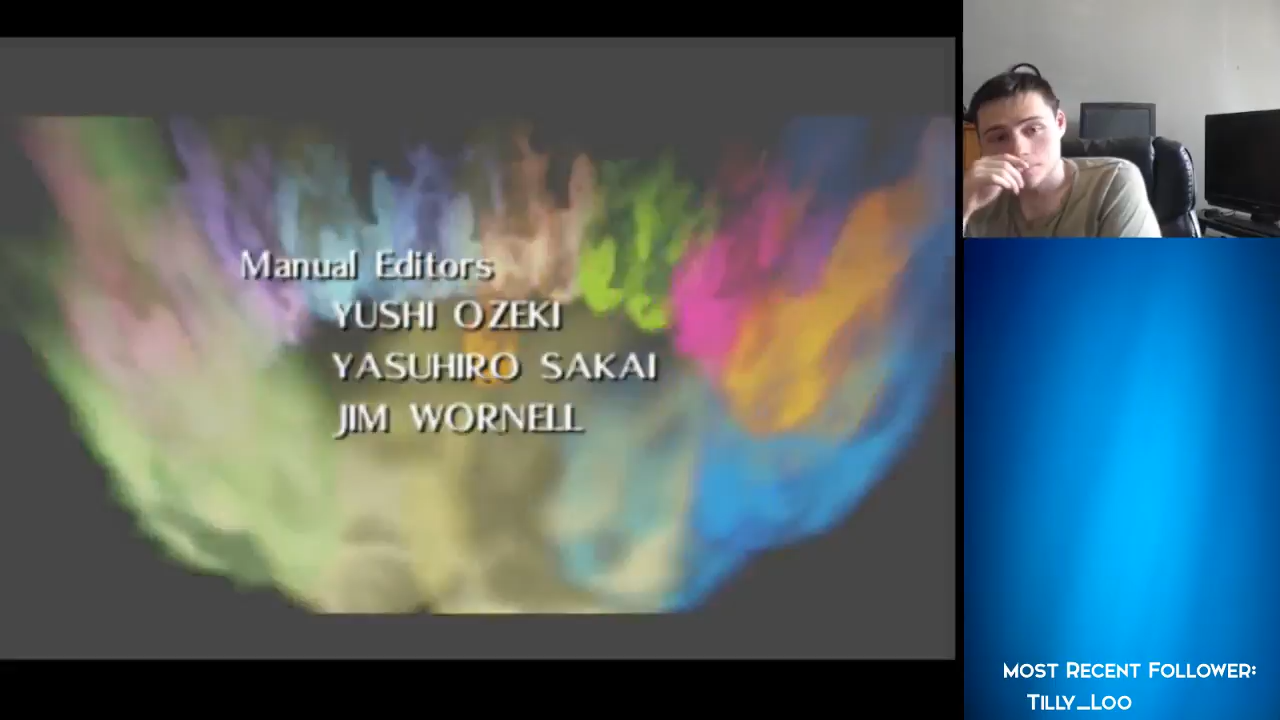 Manual Editors
YUSHI OZEKI
YASUHIRO SAKAI
JIM WORNELL
Most Recent Follower:
Tilly_Loo